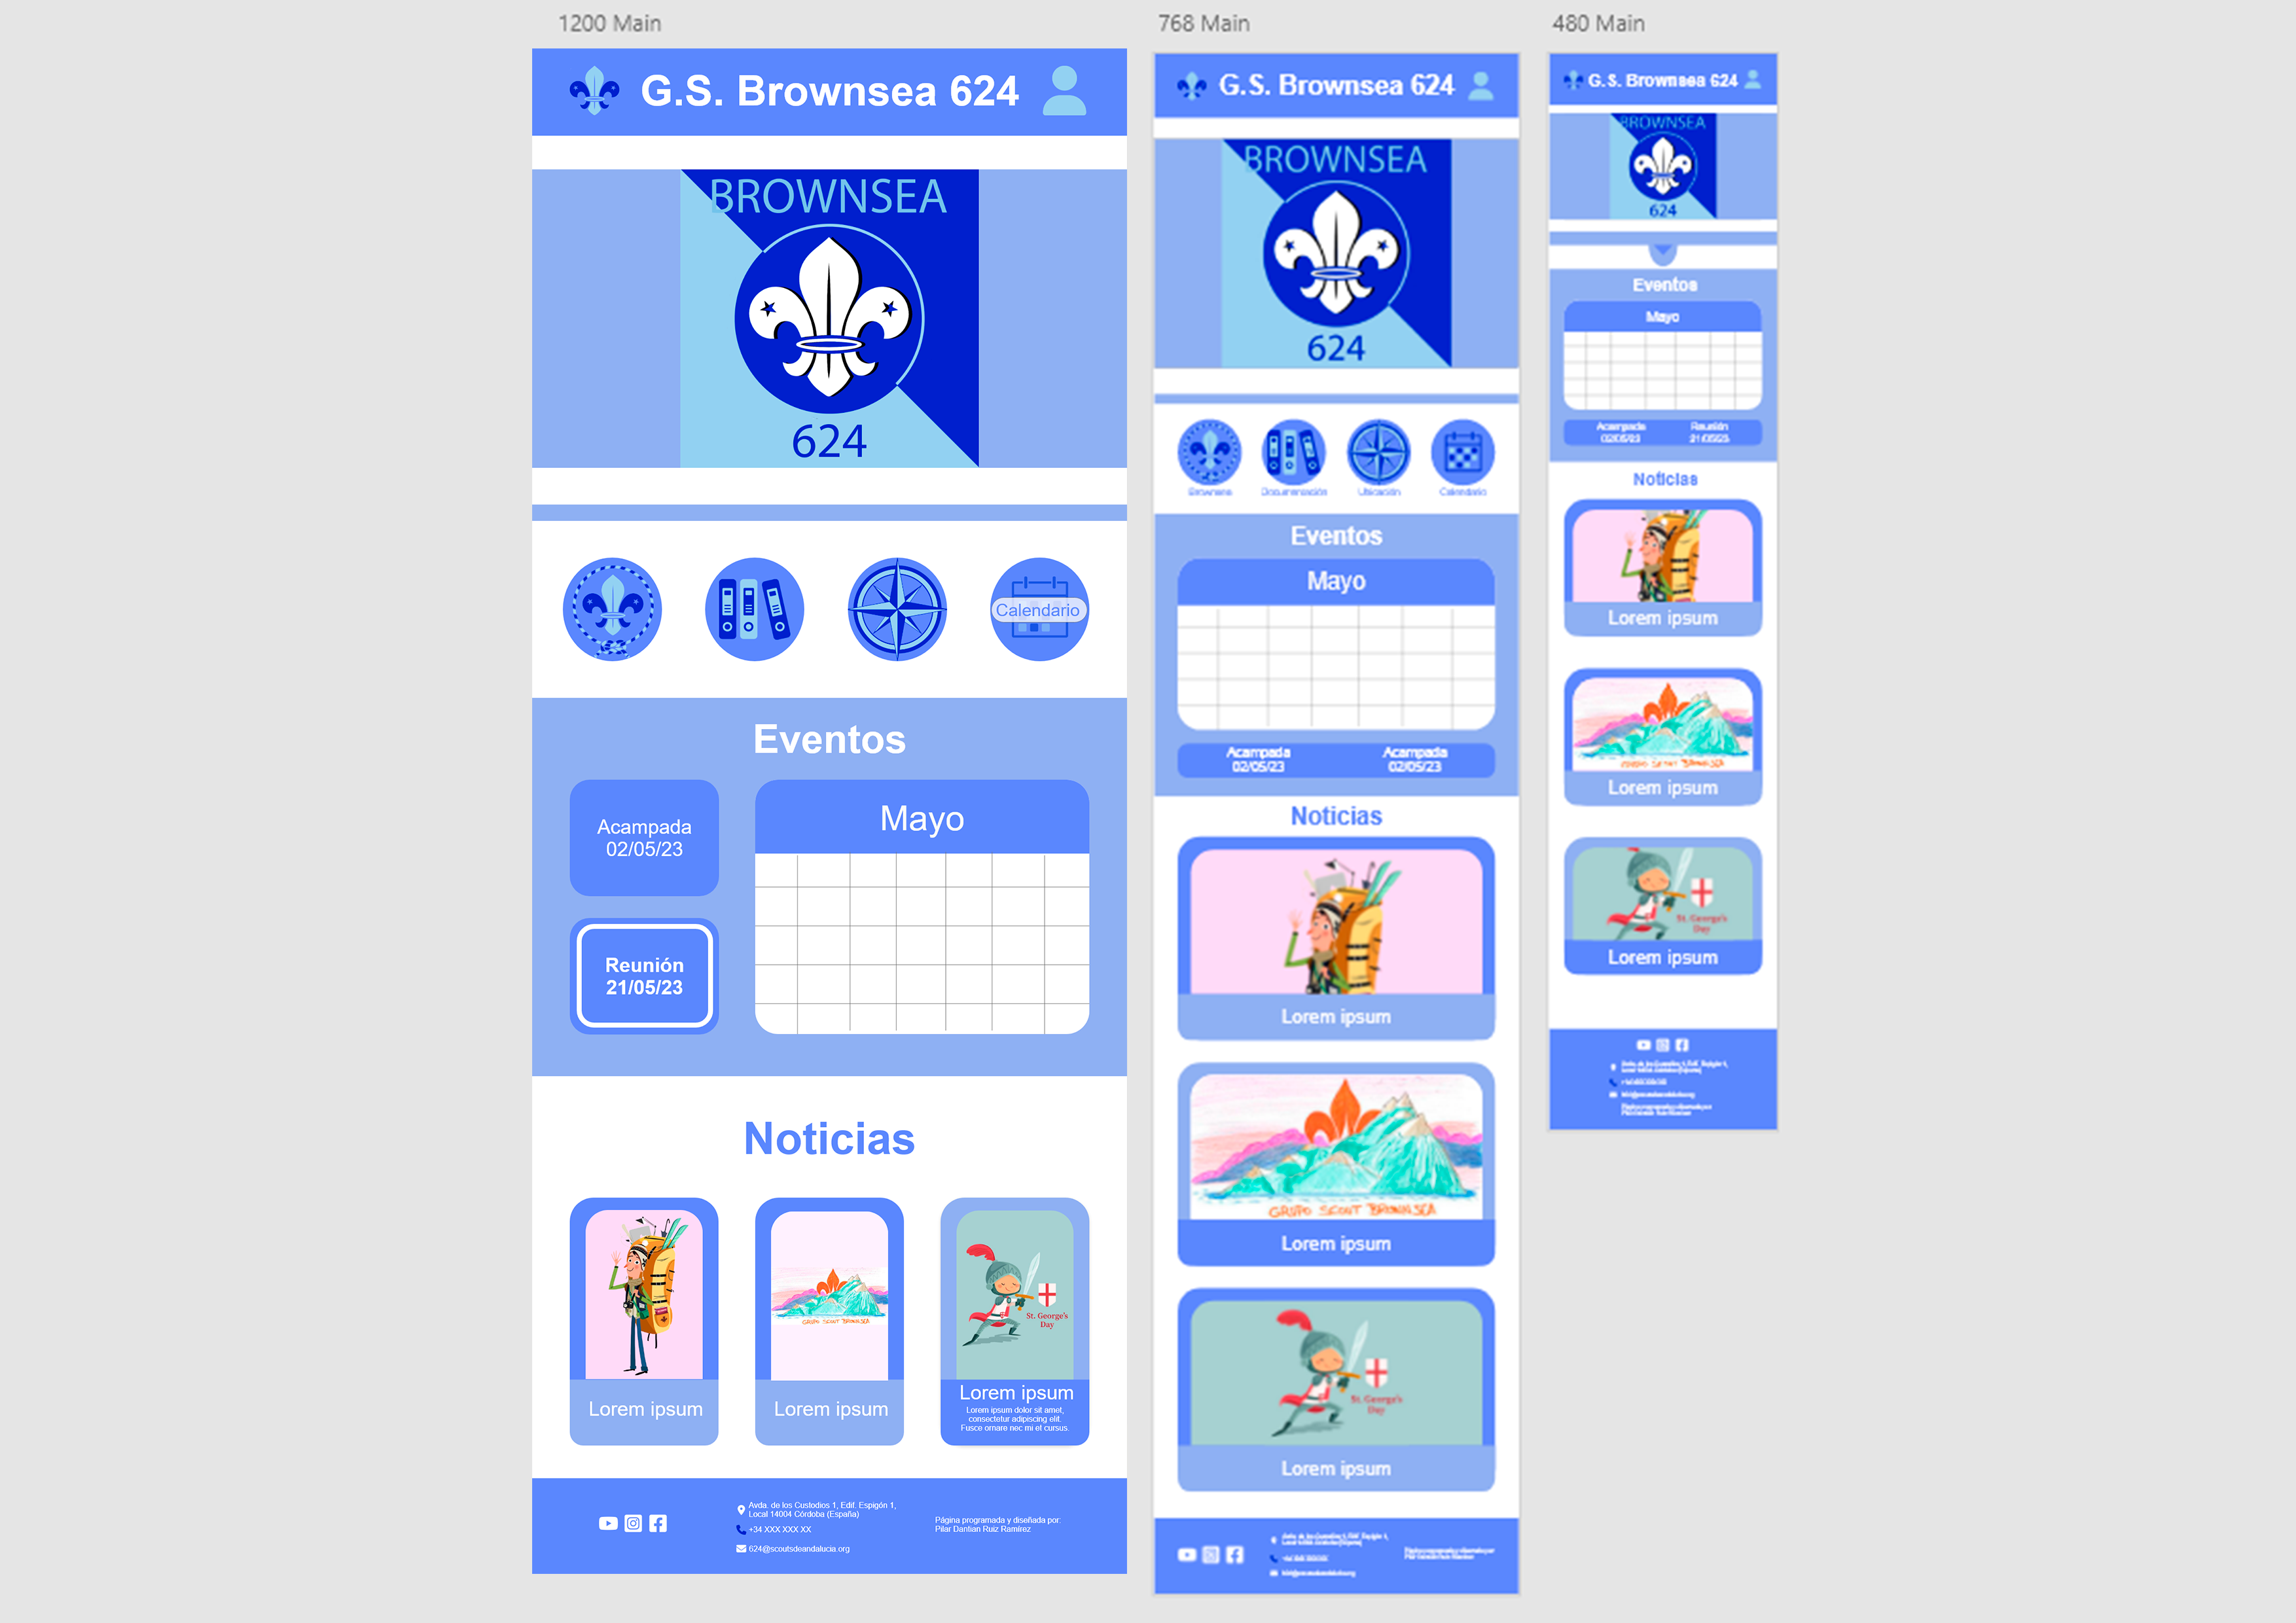 1200 Main
G.S. Brownsea 624
BROWNSEA
624
Calendario
Eventos
Acampada
02/05/23
Mayo
Reunión
21/05/23
Noticias
St. George's
Day
GRUPO SCOUT BROWNSEA
Lorem ipsum
Lorem ipsum
Lorem ipsum
Lorem ipsum dolor sit amet,
consectetur adipiscing elit.
Fusce ornare nec mi et cursus.
Avda. de los Custodios 1, Edif. Espigón 1,
Local 14004 Córdoba (España)
+34 XXX XXX XX
624@scoutsdeandalucia.org
Página programada y diseñada por:
Pilar Dantian Ruiz Ramírez
768 Main
G.S. Brownsea 624
BROWNSEA
624
Brownsea
Documentación
Ubicación
Calendario
Eventos
Mayo
Acampada
02/05/23
Acampada
02/05/23
Noticias
Lorem ipsum
GRUPO SCOUT BROWNSEA
Lorem ipsum
St. George's
Day
Lorem ipsum
480 Main
G.S. Brownsea 624
BROWNSEA
624
Eventos
Mayo
Acampada
02/05/23
Reunión
21/05/23
Noticias
Lorem ipsum
GRUPO SCOUT BROWNSEA
Lorem ipsum
St. George's
Day
Lorem ipsum